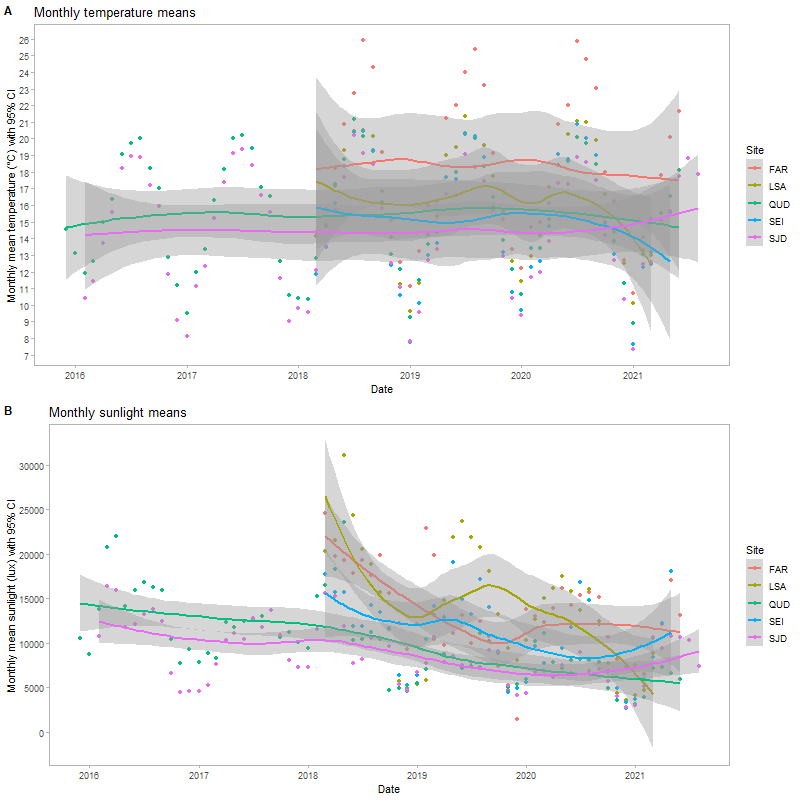 A
Monthly temperature means
Monthly mean temperature (°C) with 95% CI
26
25
24
23
22
21
20
19
18
17
16
15
14
13
12
11
10
9
8
7
2016
2017
2018
2019
2020
2021
Date
Site
FAR
LSA
QUD
SEI
SJD
B
Monthly sunlight means
Monthly mean sunlight (lux) with 95% CI
30000
25000
20000
15000
10000
5000
0
2016
2017
2018
2019
2020
2021
Date
Site
FAR
LSA
QUD
SEI
SJD